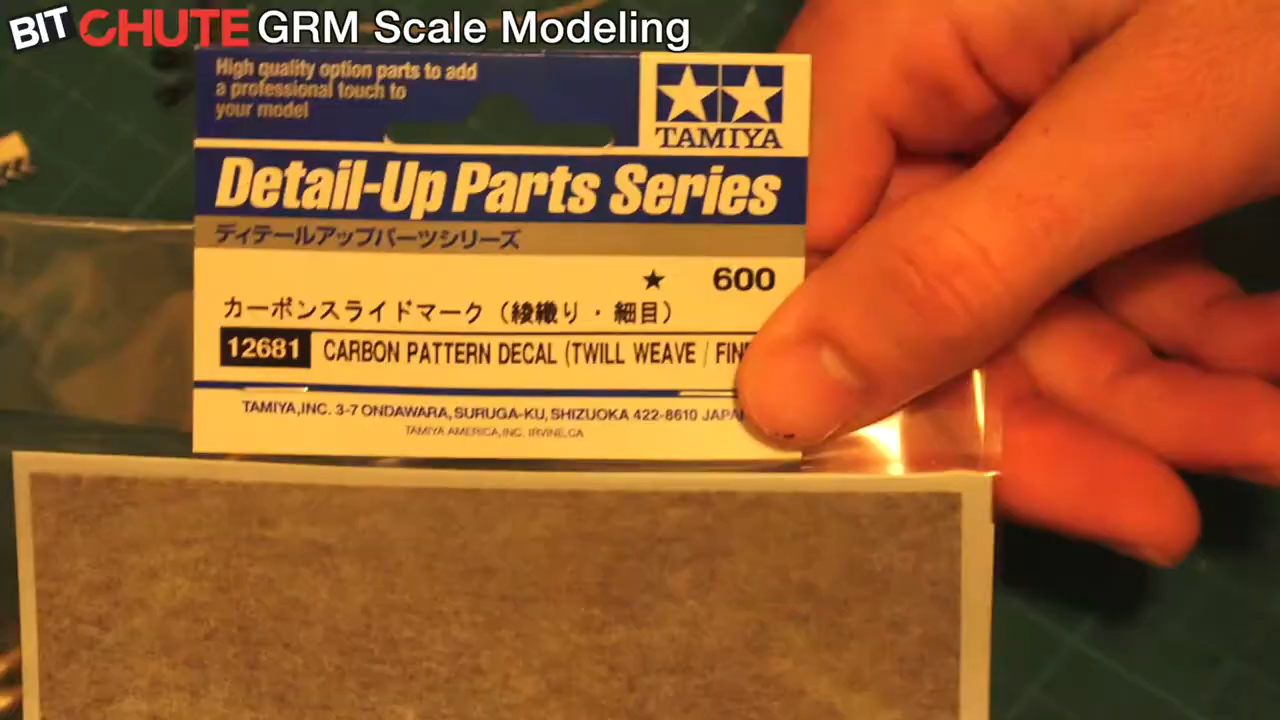 BITCHUTE GRM Scale Modeling
High quality option parts to add
a professional touch to
your model
TAMIYA
Detail-Up Parts Series
ディテールアップパーツシリーズ
★ 600
カーボンスライドマーク (綾織り・細目)
12681 CARBON PATTERN DECAL (TWILL WEAVE / FIN
TAMIYA, INC. 3-7 ONDAWARA, SURUGA-KU, SHIZUOKA 422-8610 JAPA
TAMIYA AMERICA, INC. IRVINE, CA